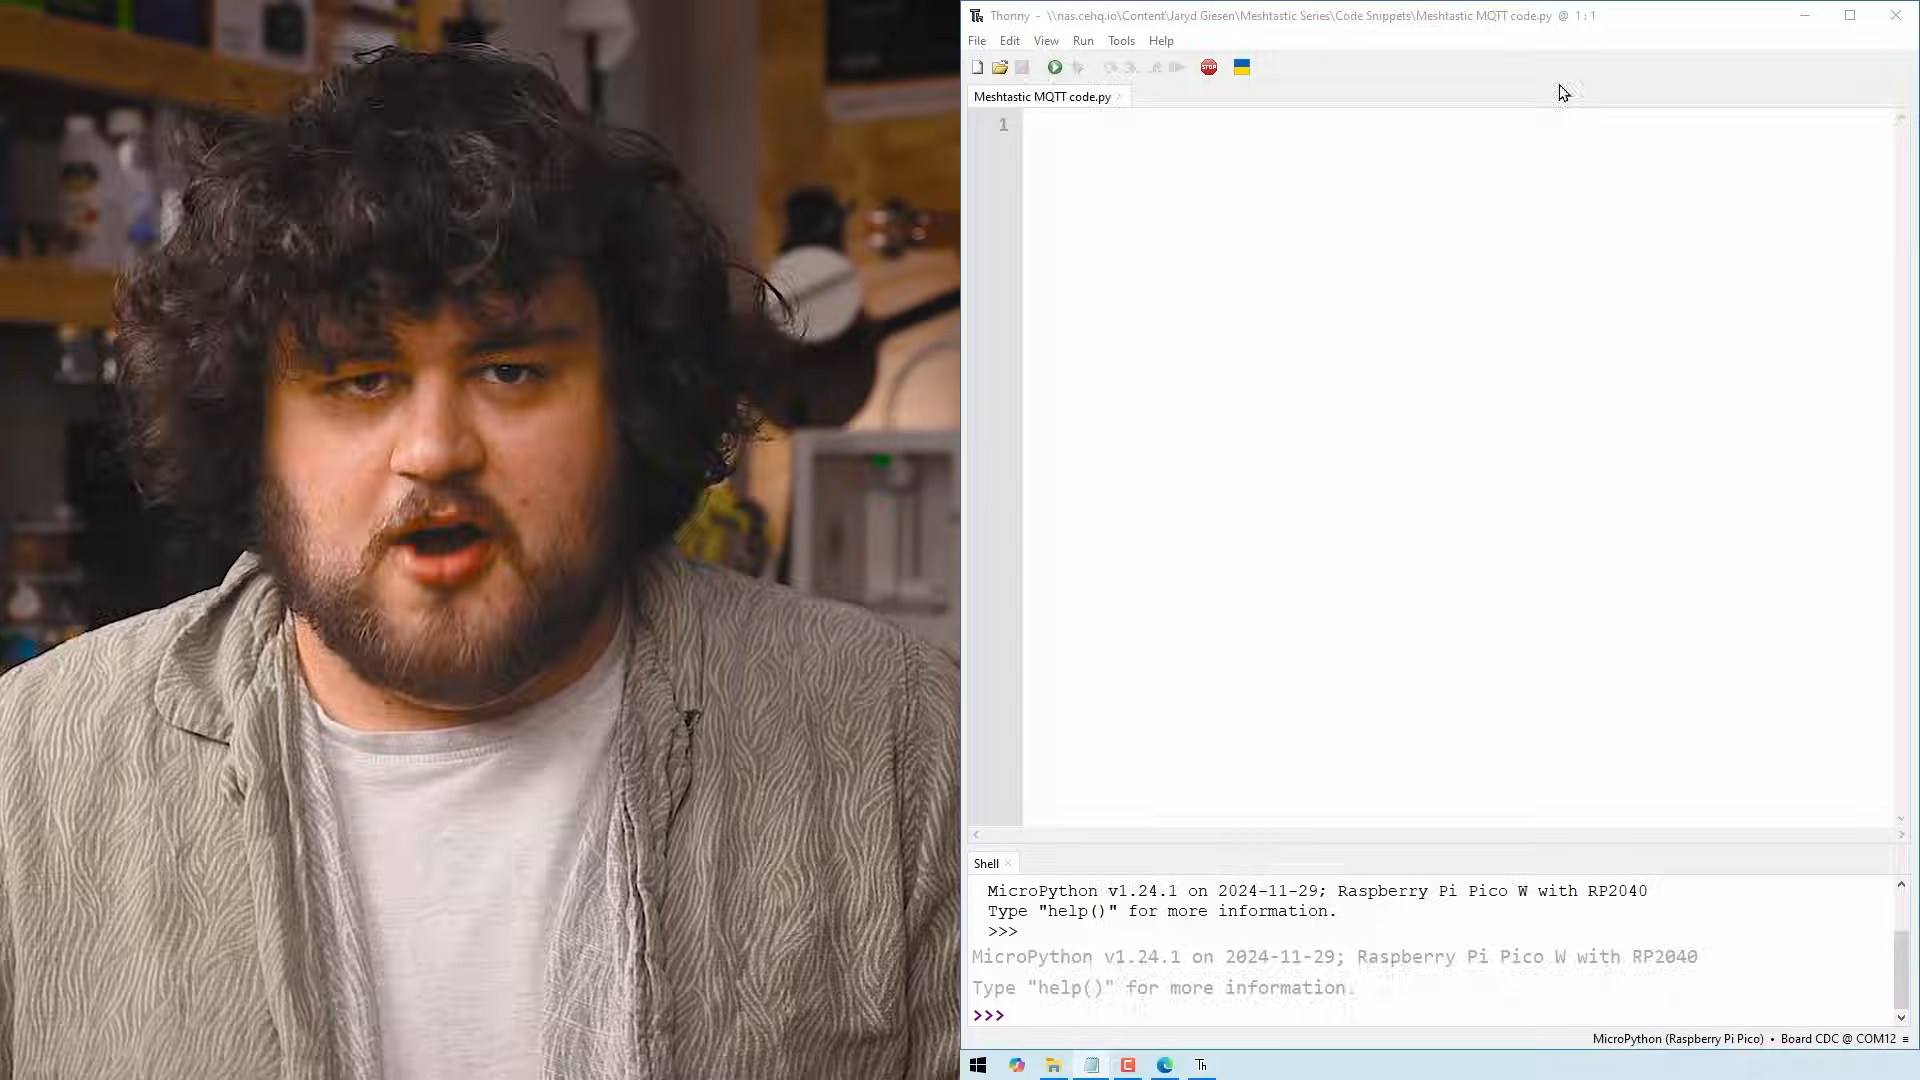 Thonny - \\nas.cehq.io\Content\Jaryd Giesen\Meshtastic Series\Code Snippets\Meshtastic MQTT code.py @ 1:1
File Edit View Run Tools Help
STOP
Meshtastic MQTT code.py
1
Shell
MicroPython v1.24.1 on 2024-11-29; Raspberry Pi Pico W with RP2040
Type "help()" for more information.
>>>
MicroPython v1.24.1 on 2024-11-29; Raspberry Pi Pico W with RP2040
Type "help()" for more information.
>>>
MicroPython (Raspberry Pi Pico) • Board CDC @ COM12 ≡
Th